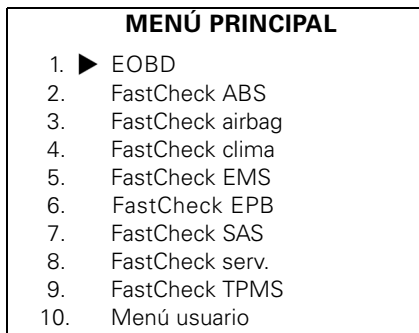 MENÚ PRINCIPAL
1. ▶ EOBD
2. FastCheck ABS
3. FastCheck airbag
4. FastCheck clima
5. FastCheck EMS
6. FastCheck EPB
7. FastCheck SAS
8. FastCheck serv.
9. FastCheck TPMS
10. Menú usuario